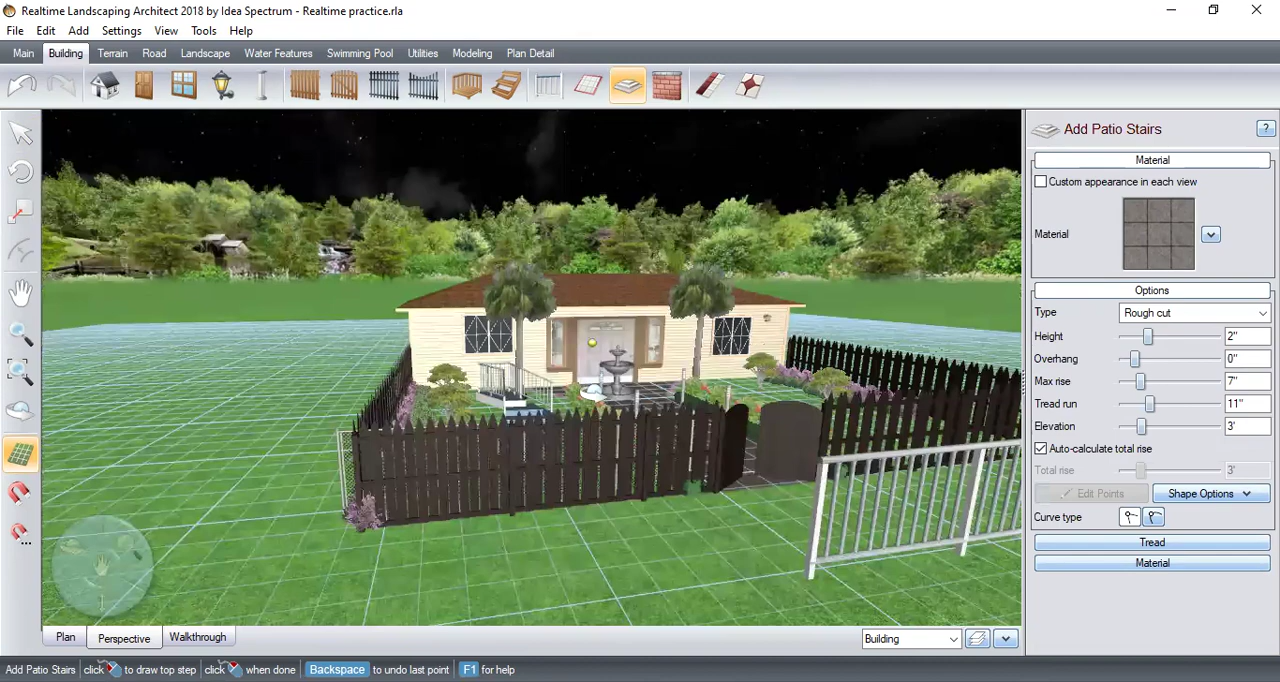 Realtime Landscaping Architect 2018 by Idea Spectrum - Realtime practice.rla
File Edit Add Settings View Tools Help
Main Building Terrain Road Landscape Water Features Swimming Pool Utilities Modeling Plan Detail
Add Patio Stairs ?
Material
Custom appearance in each view
Material
Options
Type Rough cut
Height 2"
Overhang 0"
Max rise 7"
Tread run 11"
Elevation 3'
Auto-calculate total rise
Total rise 3'
Edit Points Shape Options
Curve type
Tread
Material
Plan Perspective Walkthrough Building
Add Patio Stairs click to draw top step click when done Backspace to undo last point F1 for help